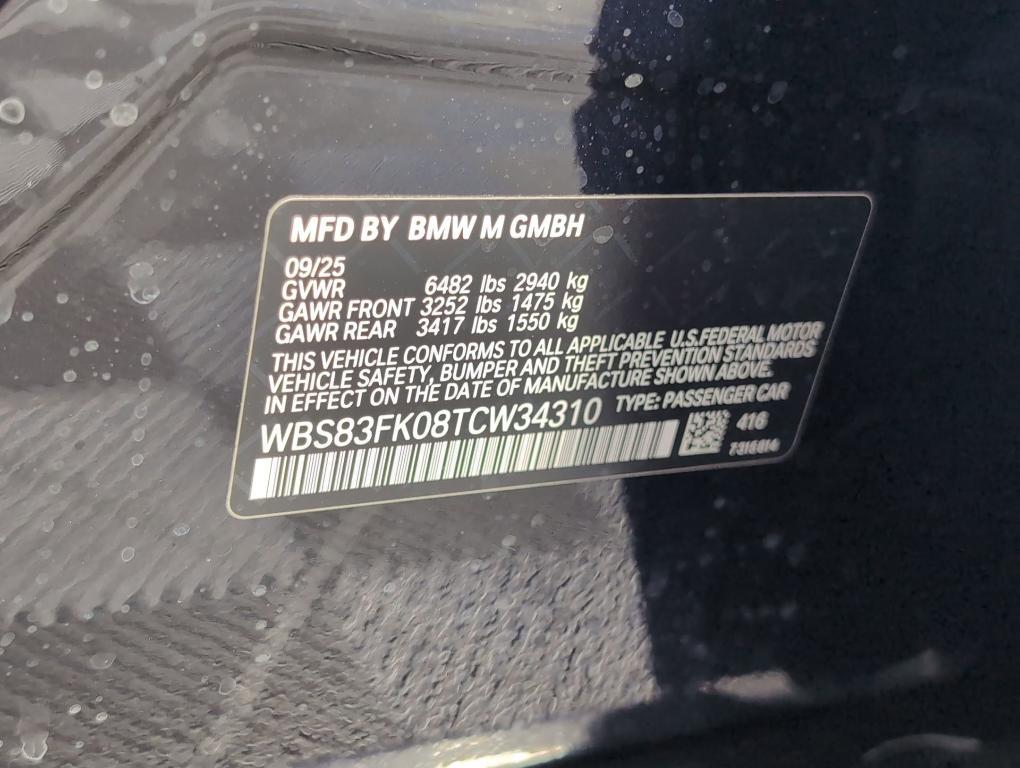 MFD BY BMW M GMBH
09/25
GVWR 6482 lbs 2940 kg
GAWR FRONT 3252 lbs 1475 kg
GAWR REAR 3417 lbs 1550 kg
THIS VEHICLE CONFORMS TO ALL APPLICABLE U.S.FEDERAL MOTOR
VEHICLE SAFETY, BUMPER AND THEFT PREVENTION STANDARDS
IN EFFECT ON THE DATE OF MANUFACTURE SHOWN ABOVE.
WBS83FK08TCW34310 TYPE: PASSENGER CAR
416